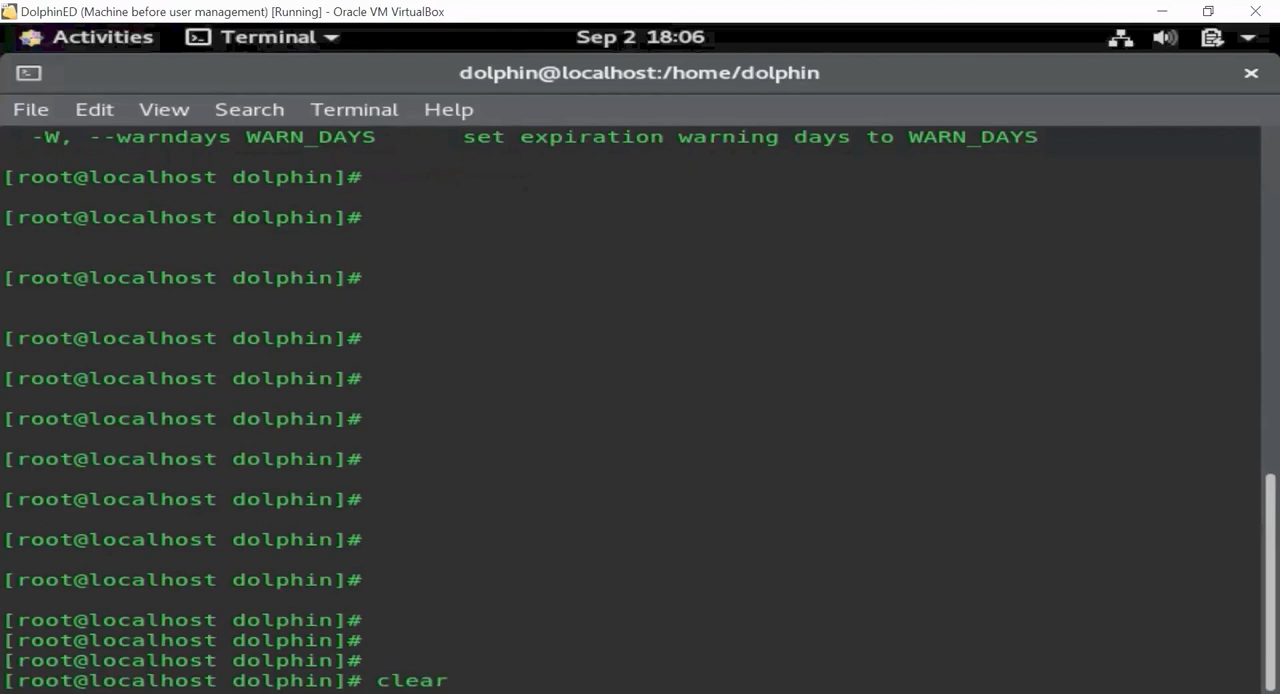 DolphinED (Machine before user management) [Running] - Oracle VM VirtualBox
Activities Terminal Sep 2 18:06
dolphin@localhost:/home/dolphin
File Edit View Search Terminal Help
-W, --warndays WARN_DAYS set expiration warning days to WARN_DAYS
[root@localhost dolphin]#
[root@localhost dolphin]#
[root@localhost dolphin]#
[root@localhost dolphin]#
[root@localhost dolphin]#
[root@localhost dolphin]#
[root@localhost dolphin]#
[root@localhost dolphin]#
[root@localhost dolphin]#
[root@localhost dolphin]#
[root@localhost dolphin]#
[root@localhost dolphin]#
[root@localhost dolphin]#
[root@localhost dolphin]# clear